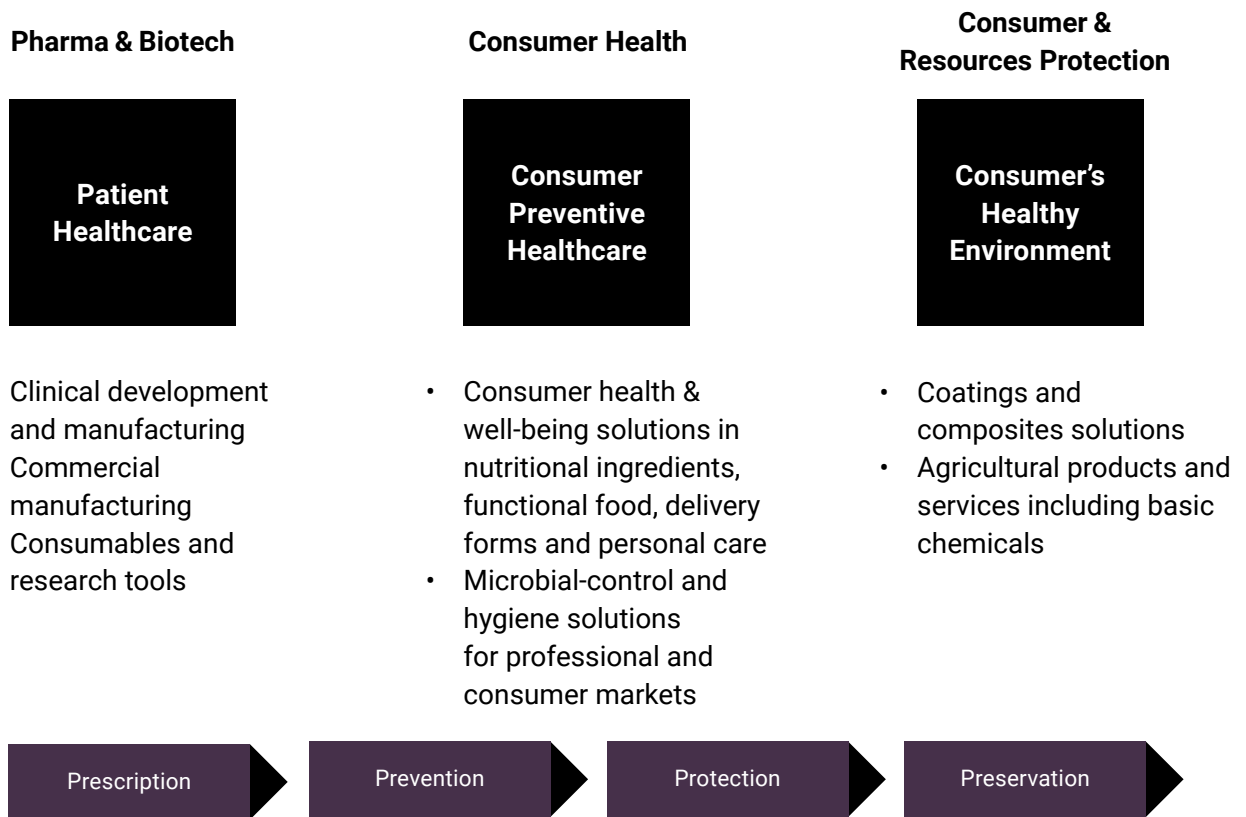 Pharma & Biotech
Consumer Health
Consumer &
Resources Protection
Patient
Healthcare
Consumer
Preventive
Healthcare
Consumer’s
Healthy
Environment
Clinical development
and manufacturing
Commercial
manufacturing
Consumables and
research tools
• Consumer health &
well-being solutions in
nutritional ingredients,
functional food, delivery
forms and personal care
• Microbial-control and
hygiene solutions
for professional and
consumer markets
• Coatings and
composites solutions
• Agricultural products and
services including basic
chemicals
Prescription
Prevention
Protection
Preservation